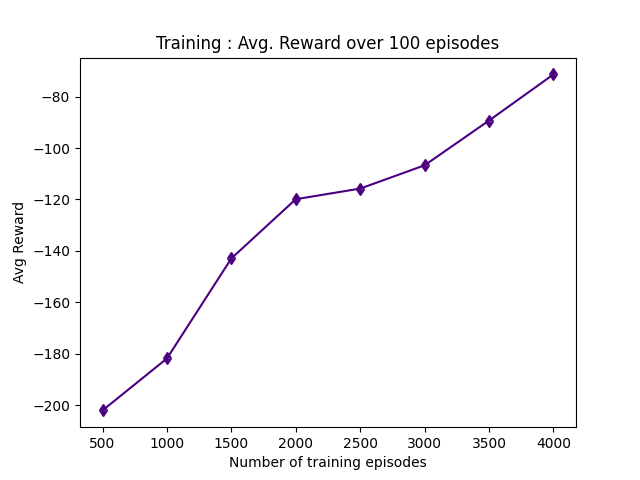 Training : Avg. Reward over 100 episodes
−80
−100
−120
−140
−160
−180
−200
Avg Reward
500 1000 1500 2000 2500 3000 3500 4000
Number of training episodes